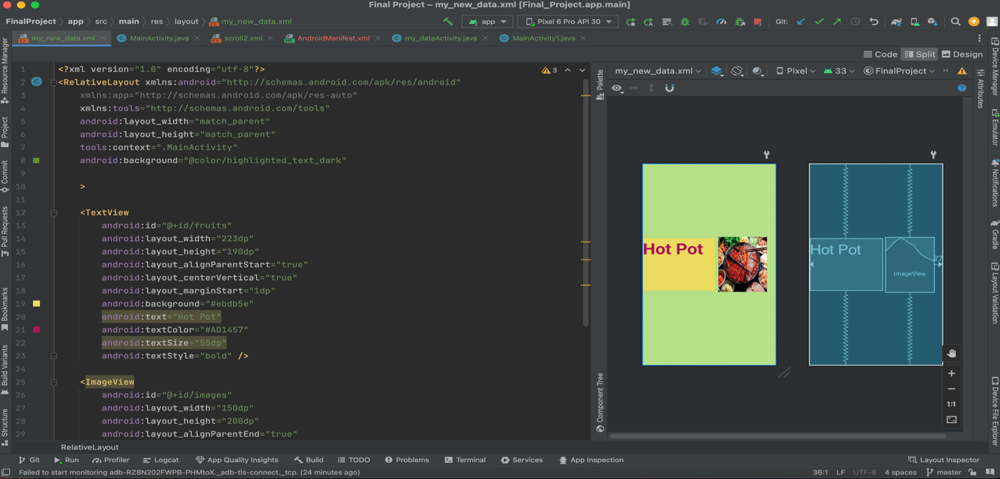 Final Project – my_new_data.xml [Final_Project.app.main]
FinalProject app src main res layout my_new_data.xml
app Pixel 6 Pro API 30 Git:
my_new_data.xml MainActivity.java scroll2.xml AndroidManifest.xml my_dataActivity.java MainActivity1.java
Code Split Design
1 <?xml version="1.0" encoding="utf-8"?>
3
2 <RelativeLayout xmlns:android="http://schemas.android.com/apk/res/android"
3 xmlns:app="http://schemas.android.com/apk/res-auto"
4 xmlns:tools="http://schemas.android.com/tools"
5 android:layout_width="match_parent"
6 android:layout_height="match_parent"
7 tools:context=".MainActivity"
8 android:background="@color/highlighted_text_dark"
9
10 >
11
12 <TextView
13 android:id="@+id/fruits"
14 android:layout_width="223dp"
15 android:layout_height="190dp"
16 android:layout_alignParentStart="true"
17 android:layout_centerVertical="true"
18 android:layout_marginStart="1dp"
19 android:background="#ebdb5e"
20 android:text="Hot Pot"
21 android:textColor="#AD1457"
22 android:textSize="55dp"
23 android:textStyle="bold" />
24
25 <ImageView
26 android:id="@+id/images"
27 android:layout_width="150dp"
28 android:layout_height="200dp"
29 android:layout_alignParentEnd="true"
RelativeLayout
Resource Manager
Project
Commit
Pull Requests
Bookmarks
Build Variants
Structure
Palette
Component Tree
my_new_data.xml Pixel 33 FinalProject
Hot Pot
Hot Pot
ImageView
27
1:1
Attributes
Device Manager
Emulator
Notifications
Gradle
Layout Validation
Device File Explorer
Git Run Profiler Logcat App Quality Insights Build TODO Problems Terminal Services App Inspection Layout Inspector
Failed to start monitoring adb-RZ8N202FWPB-PHMtoX._adb-tls-connect._tcp. (24 minutes ago) 36:1 LF UTF-8 4 spaces master